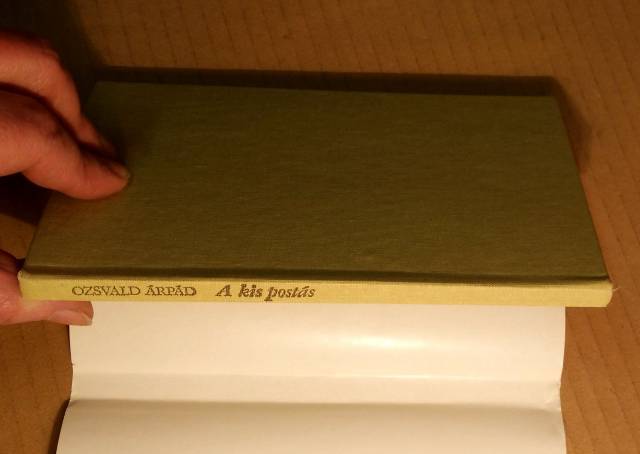 OZSVALD ÁRPÁD A kis postás